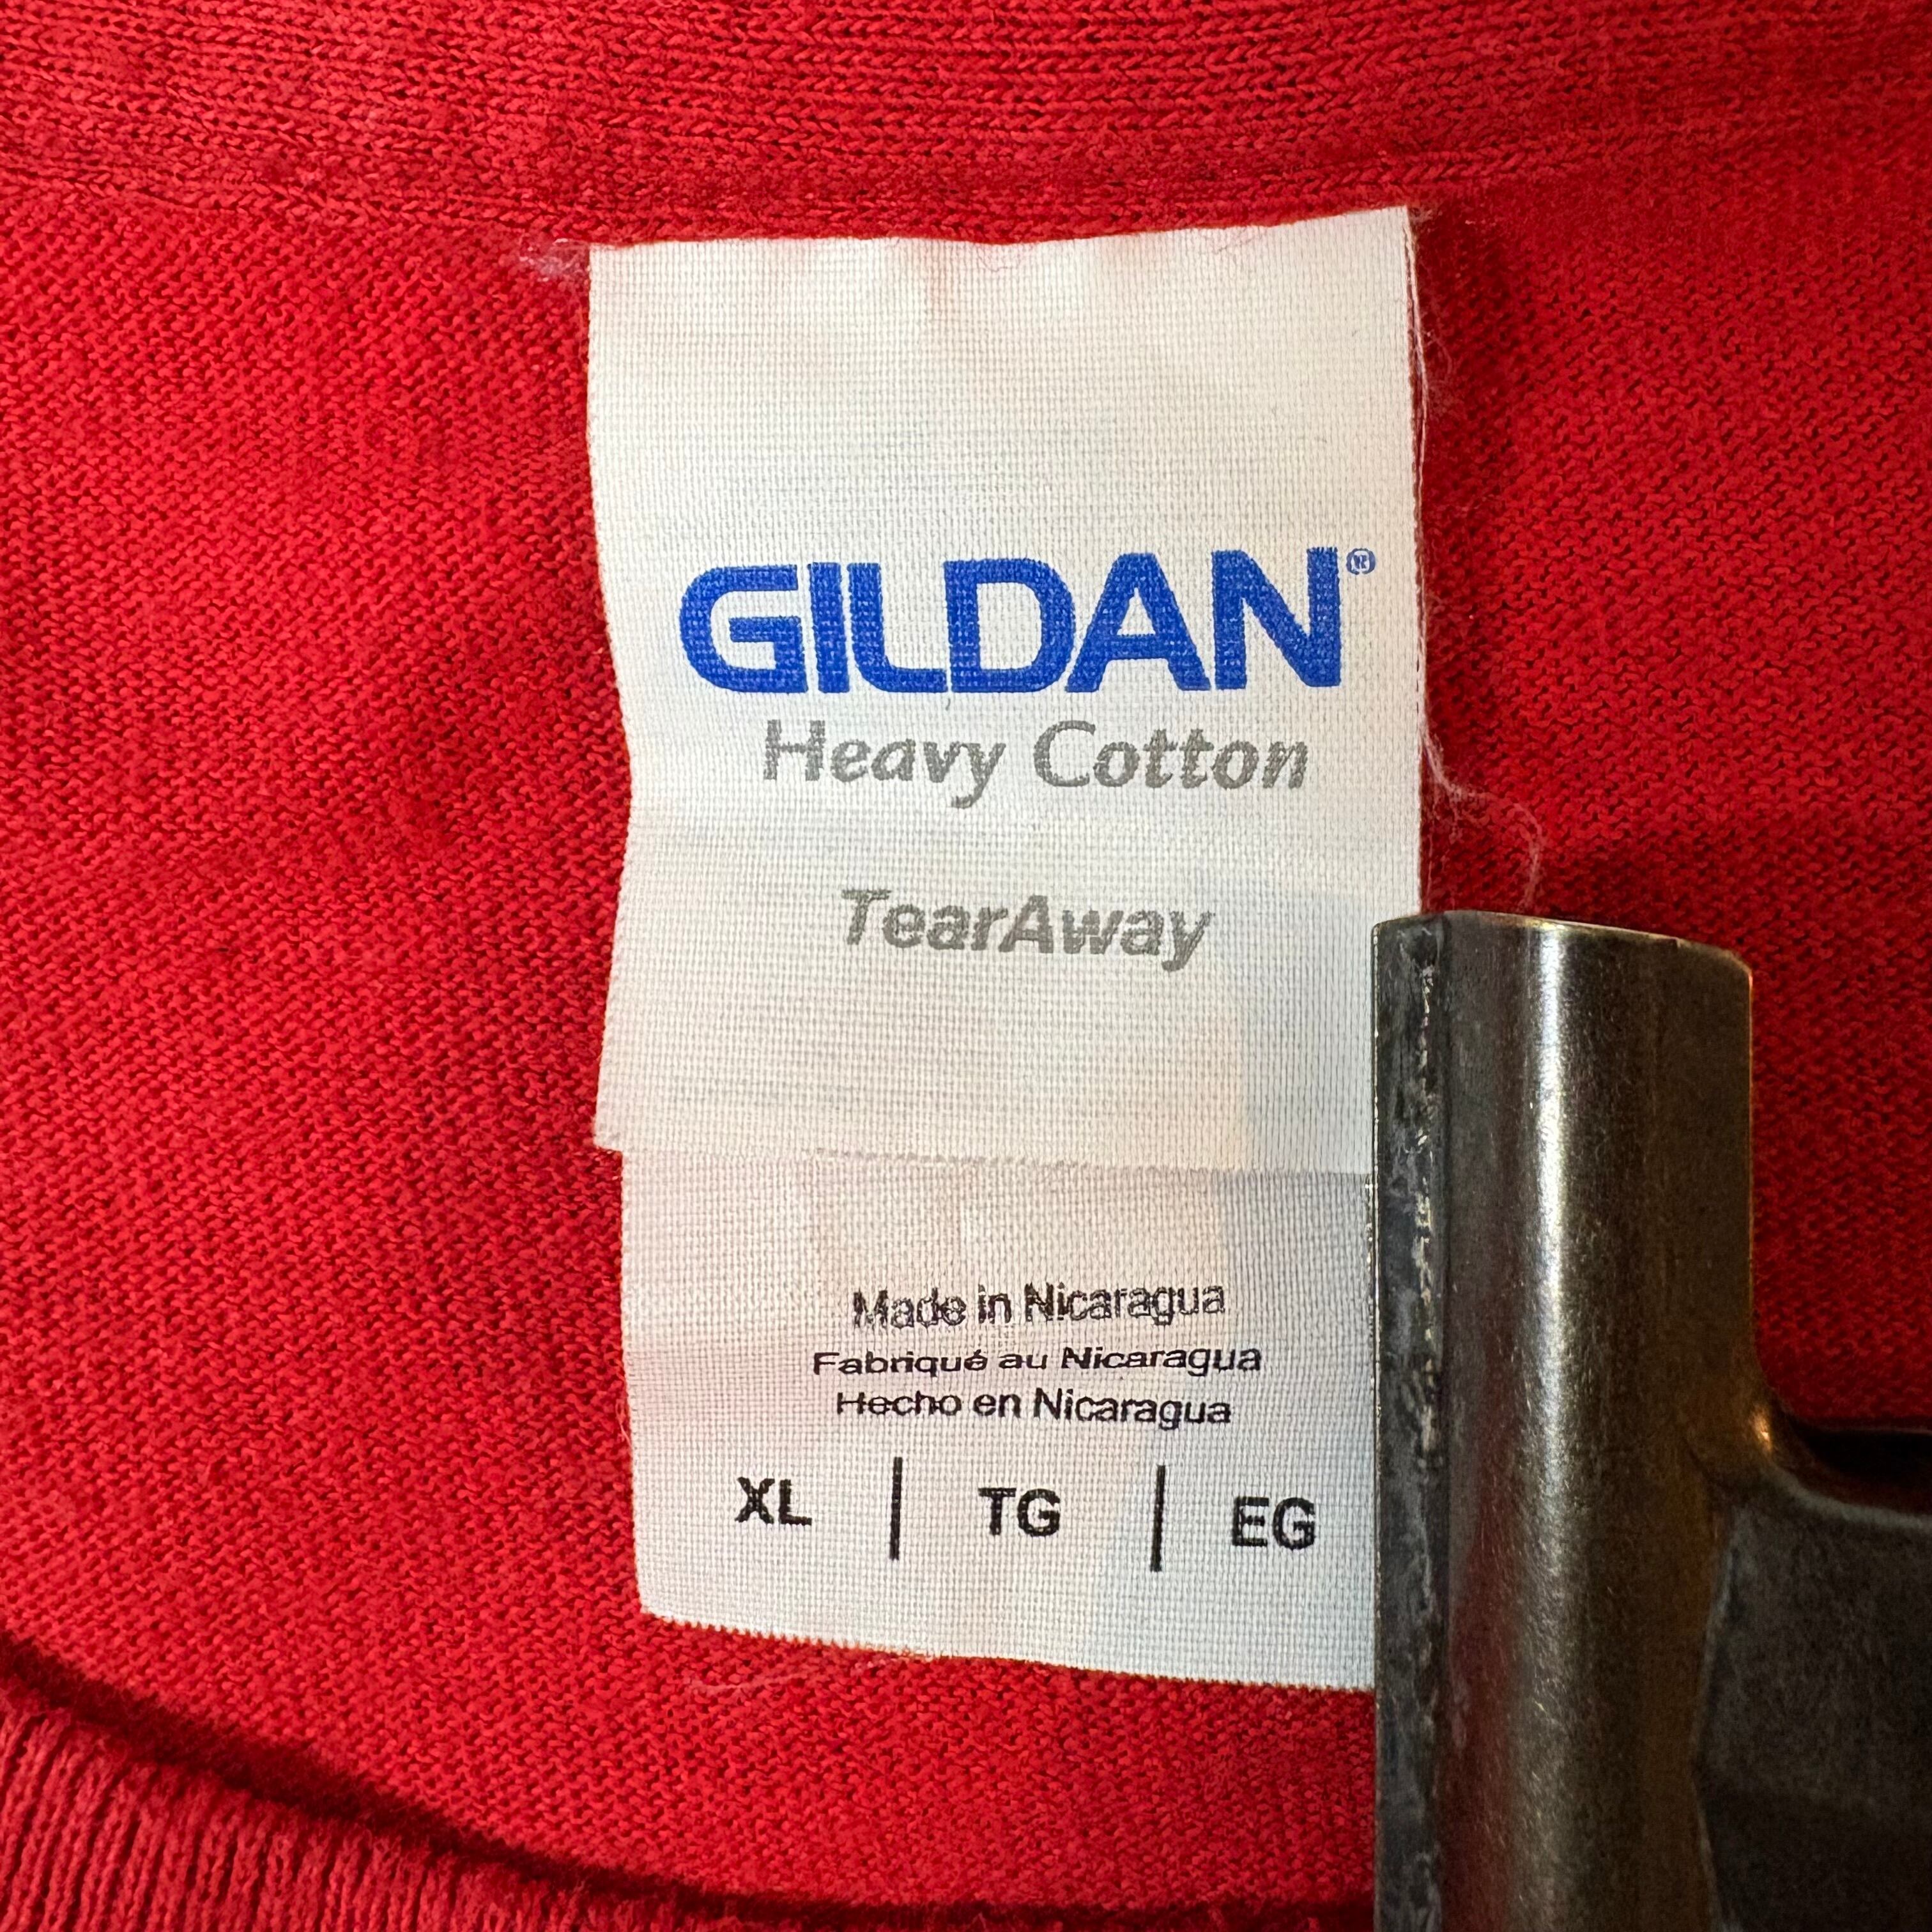 GILDAN®
Heavy Cotton
TearAway
Made in Nicaragua
Fabriqué au Nicaragua
Hecho en Nicaragua
XL | TG | EG